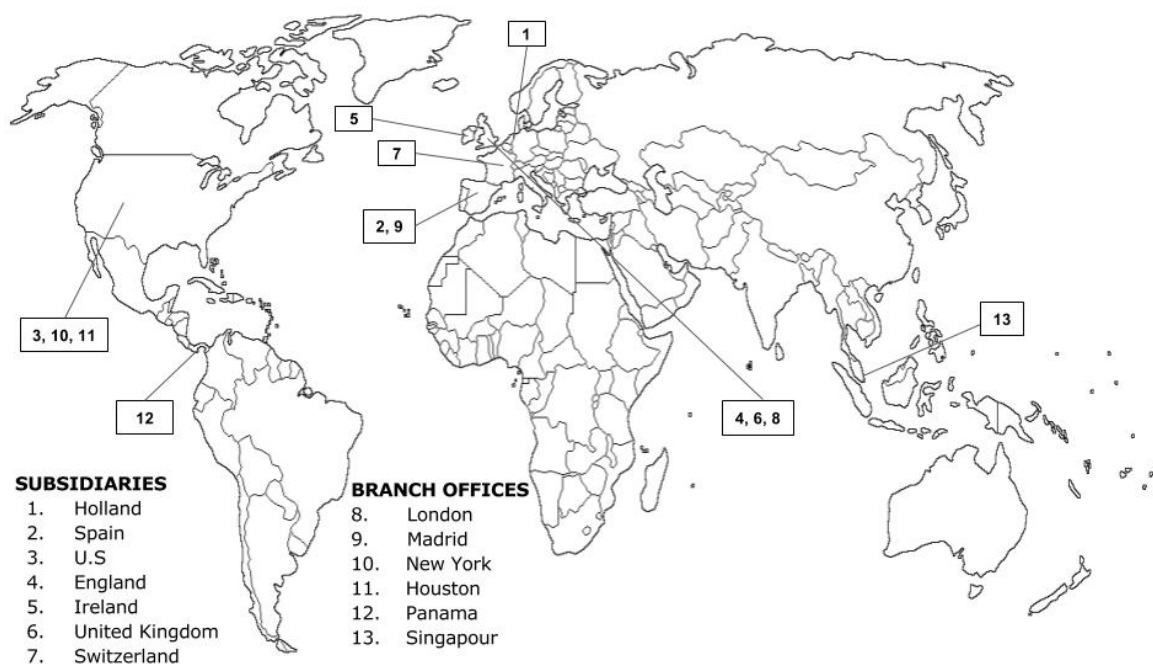 1
5
7
2, 9
3, 10, 11
13
12
4, 6, 8
SUBSIDIARIES
1. Holland
2. Spain
3. U.S
4. England
5. Ireland
6. United Kingdom
7. Switzerland
BRANCH OFFICES
8. London
9. Madrid
10. New York
11. Houston
12. Panama
13. Singapour